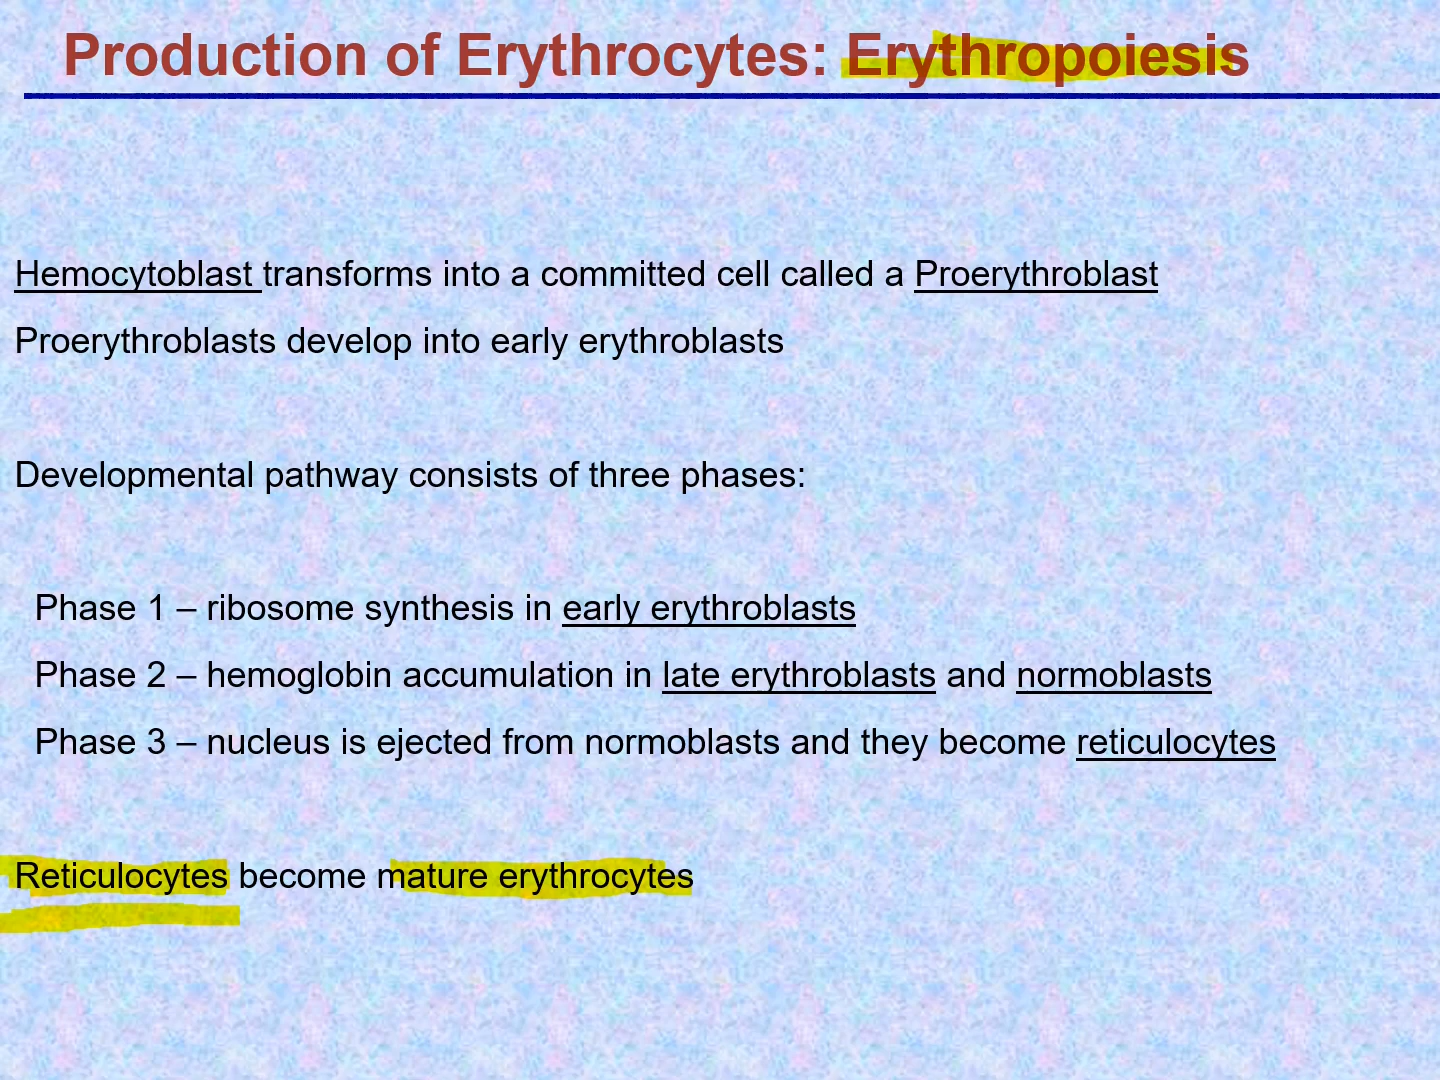 Production of Erythrocytes: Erythropoiesis
Hemocytoblast transforms into a committed cell called a Proerythroblast
Proerythroblasts develop into early erythroblasts
Developmental pathway consists of three phases:
Phase 1 – ribosome synthesis in early erythroblasts
Phase 2 – hemoglobin accumulation in late erythroblasts and normoblasts
Phase 3 – nucleus is ejected from normoblasts and they become reticulocytes
Reticulocytes become mature erythrocytes